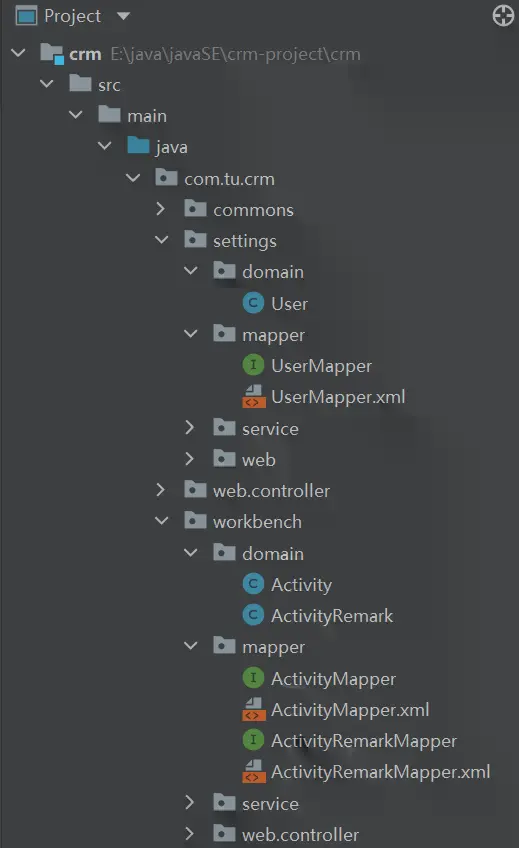 Project
crm E:\java\javaSE\crm-project\crm
src
main
java
com.tu.crm
commons
settings
domain
C User
mapper
I UserMapper
<> UserMapper.xml
service
web
web.controller
workbench
domain
C Activity
C ActivityRemark
mapper
I ActivityMapper
<> ActivityMapper.xml
I ActivityRemarkMapper
<> ActivityRemarkMapper.xml
service
web.controller